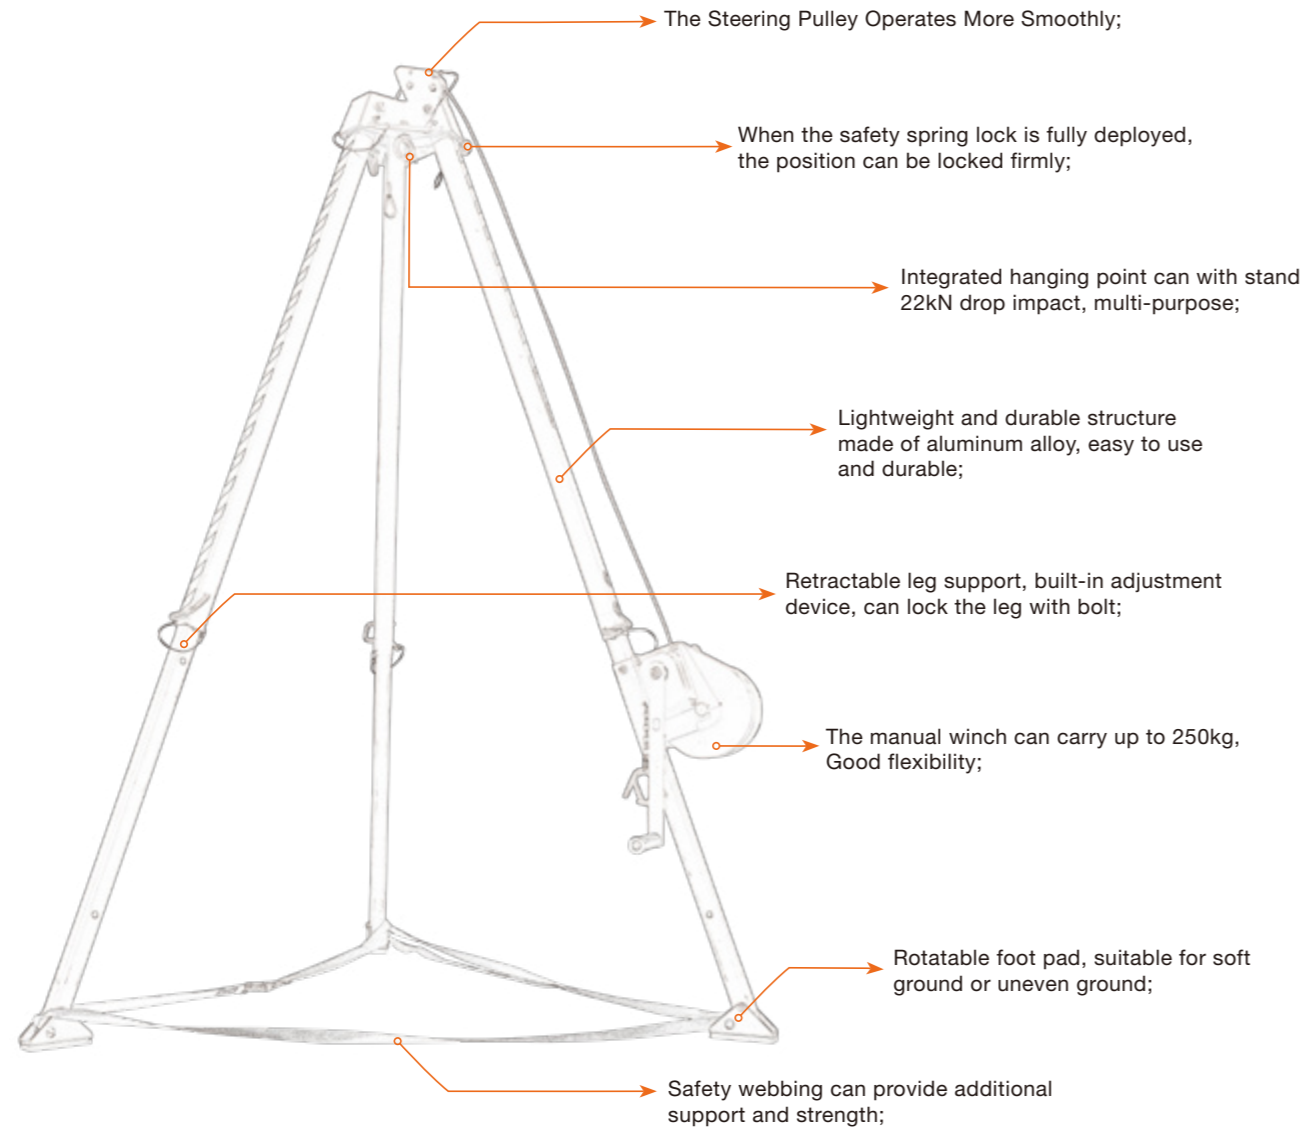 The Steering Pulley Operates More Smoothly;
When the safety spring lock is fully deployed,
the position can be locked firmly;
Integrated hanging point can with stand
22kN drop impact, multi-purpose;
Lightweight and durable structure
made of aluminum alloy, easy to use
and durable;
Retractable leg support, built-in adjustment
device, can lock the leg with bolt;
The manual winch can carry up to 250kg,
Good flexibility;
Rotatable foot pad, suitable for soft
ground or uneven ground;
Safety webbing can provide additional
support and strength;